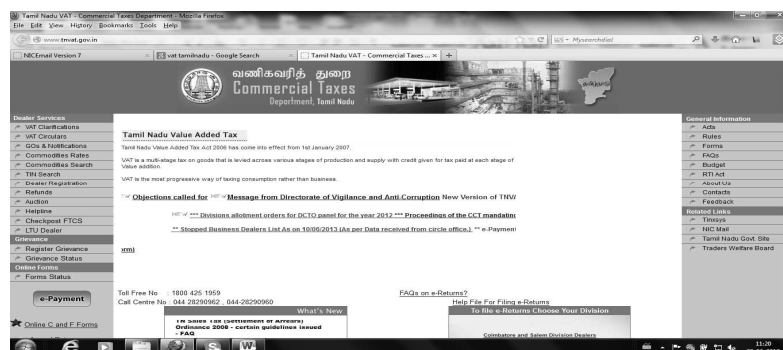 Tamil Nadu VAT - Commercial Taxes Department - Mozilla Firefox
File Edit View History Bookmarks Tools Help
www.tnvat.gov.in
Mysearchdial
NICEmail Version 7
vat tamilnadu - Google Search
Tamil Nadu VAT - Commercial Taxes ...
வணிகவரித் துறை
Commercial Taxes
Department, Tamil Nadu
Dealer Services
VAT Clarifications
VAT Circulars
GOs & Notifications
Commodities Rates
Commodities Search
TIN Search
Dealer Registration
Refunds
Auction
Helpline
Checkpost FTCS
LTU Dealer
Grievance
Register Grievance
Grievance Status
Online Forms
Forms Status
e-Payment
Online C and F Forms
Tamil Nadu Value Added Tax
Tamil Nadu Value Added Tax Act 2006 has come into effect from 1st January 2007.
VAT is a multi-stage tax on goods that is levied across various stages of production and supply with credit given for tax paid at each stage of
Value addition.
VAT is the most progressive way of taxing consumption rather than business.
Objections called for Message from Directorate of Vigilance and Anti-Corruption New Version of TNVA
*** Divisions allotment orders for DCTO panel for the year 2012 *** Proceedings of the CCT mandating
** Stopped Business Dealers List As on 10/06/2013 (As per Data received from circle office.) ** e-Payment
orm)
Toll Free No : 1800 425 1959
Call Centre No : 044 28290962 , 044-28290960
FAQs on e-Returns?
Help File For Filing e-Returns
What's New
TN Sales Tax (Settlement of Arrears)
Ordinance 2008 - certain guidelines issued
- FAQ
To file e-Returns Choose Your Division
Coimbatore and Salem Division Dealers
General Information
Acts
Rules
Forms
FAQs
Budget
RTI Act
About Us
Contacts
Feedback
Related Links
Tinxsys
NIC Mail
Tamil Nadu Govt Site
Traders Welfare Board
11:20